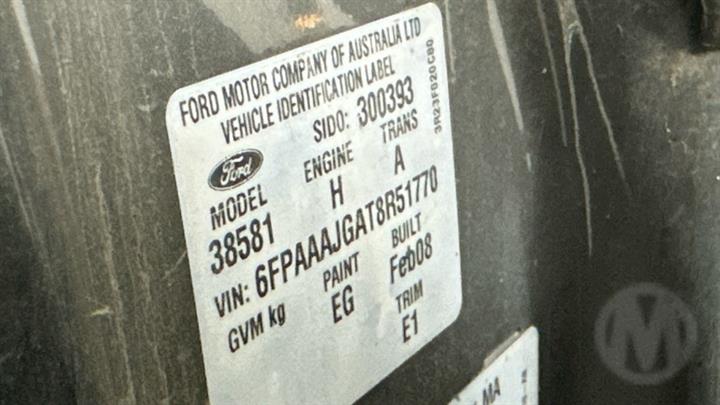 FORD MOTOR COMPANY OF AUSTRALIA LTD
VEHICLE IDENTIFICATION LABEL
Ford
SIDO: 300393
3R23F020C80
MODEL ENGINE TRANS
38581 H A
VIN: 6FPAAAJGAT8R51770
GVM kg PAINT BUILT
EG Feb08
TRIM
E1
MA
M